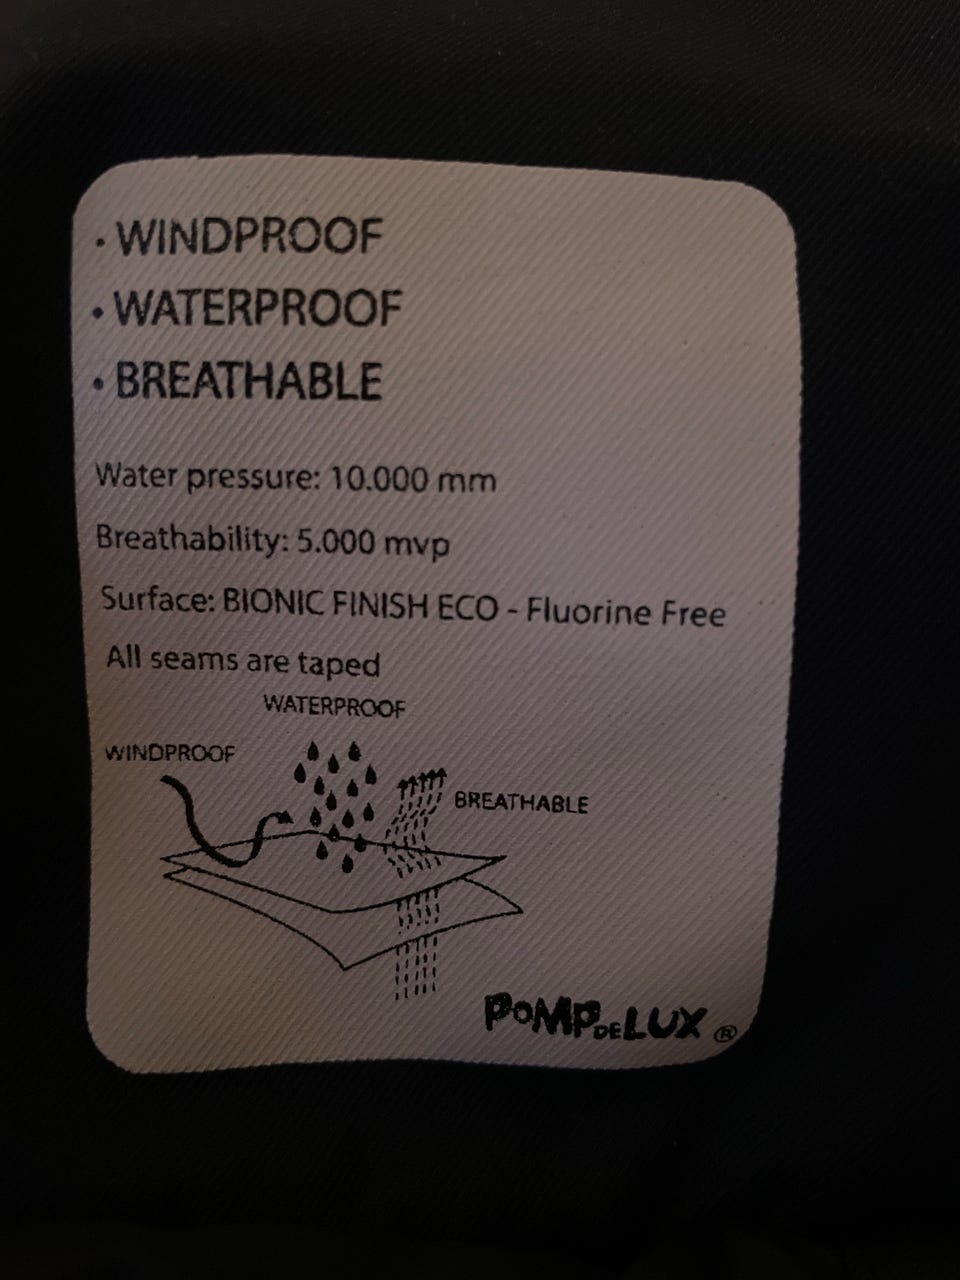 · WINDPROOF
· WATERPROOF
· BREATHABLE
Water pressure: 10.000 mm
Breathability: 5.000 mvp
Surface: BIONIC FINISH ECO - Fluorine Free
All seams are taped
WATERPROOF
WINDPROOF
BREATHABLE
POMPDELUX ®